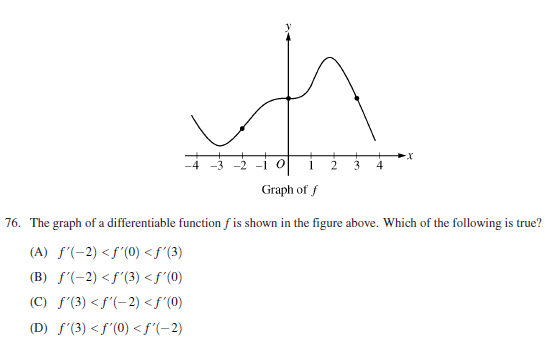 y
x
–4 –3 –2 –1 O 1 2 3 4
Graph of f
76. The graph of a differentiable function f is shown in the figure above. Which of the following is true?
(A) f′(−2) < f′(0) < f′(3)
(B) f′(−2) < f′(3) < f′(0)
(C) f′(3) < f′(−2) < f′(0)
(D) f′(3) < f′(0) < f′(−2)